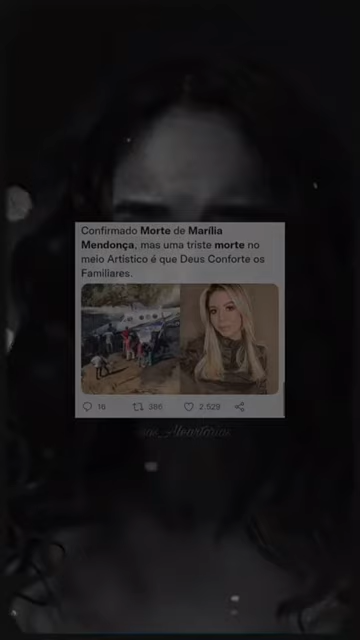 Confirmado Morte de Marília
Mendonça, mas uma triste morte no
meio Artistico é que Deus Conforte os
Familiares.
16 386 2.529